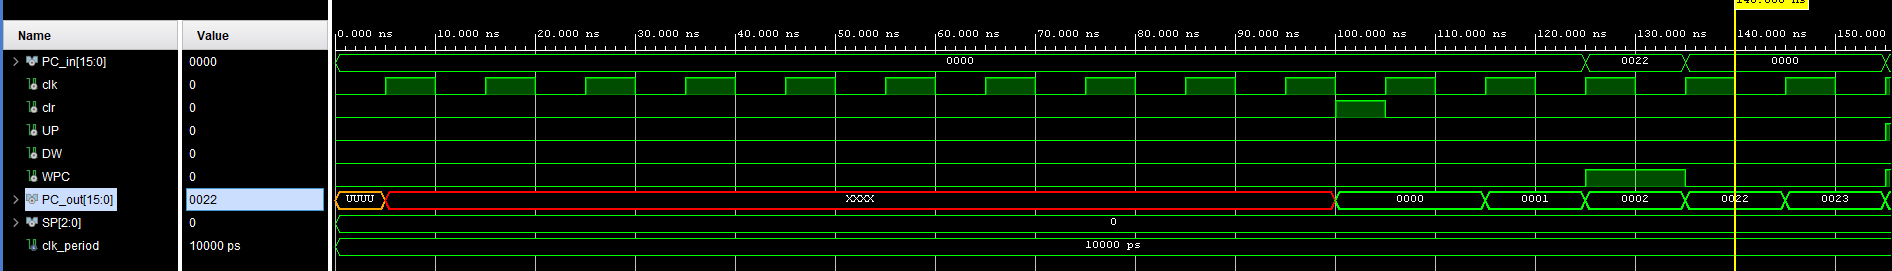 140.000 ns
Name Value 0.000 ns 10.000 ns 20.000 ns 30.000 ns 40.000 ns 50.000 ns 60.000 ns 70.000 ns 80.000 ns 90.000 ns 100.000 ns 110.000 ns 120.000 ns 130.000 ns 140.000 ns 150.000
PC_in[15:0] 0000 0000 0022 0000
clk 0
clr 0
UP 0
DW 0
WPC 0
PC_out[15:0] 0022 UUUU XXXX 0000 0001 0002 0022 0023
SP[2:0] 0 0
clk_period 10000 ps 10000 ps